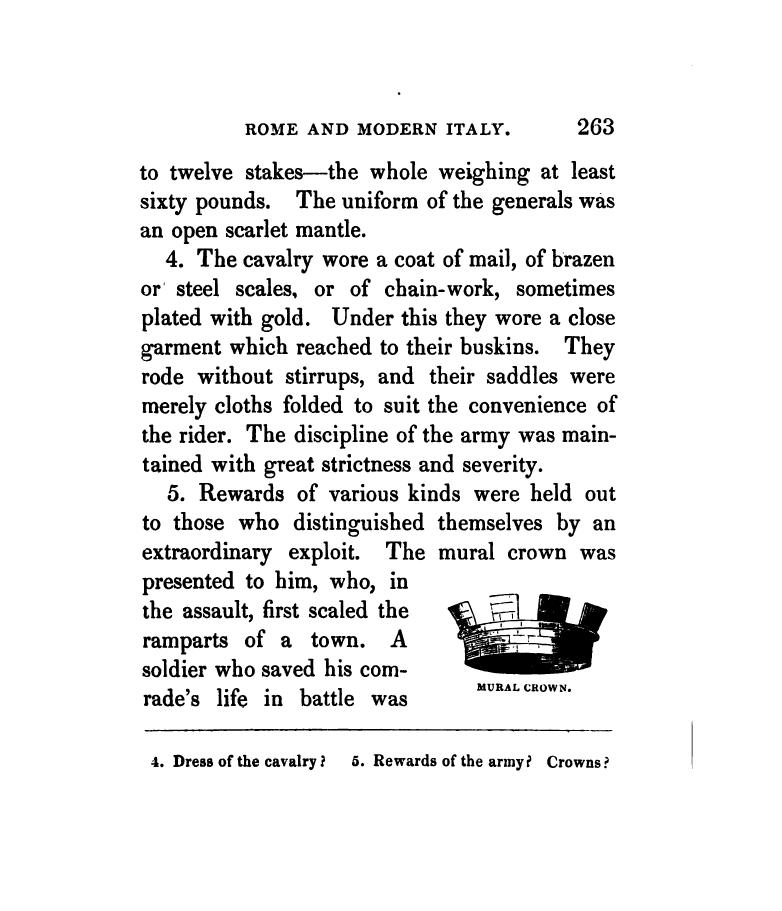 ROME AND MODERN ITALY. 263
to twelve stakes—the whole weighing at least
sixty pounds. The uniform of the generals was
an open scarlet mantle.
4. The cavalry wore a coat of mail, of brazen
or steel scales, or of chain-work, sometimes
plated with gold. Under this they wore a close
garment which reached to their buskins. They
rode without stirrups, and their saddles were
merely cloths folded to suit the convenience of
the rider. The discipline of the army was main-
tained with great strictness and severity.
5. Rewards of various kinds were held out
to those who distinguished themselves by an
extraordinary exploit. The mural crown was
presented to him, who, in
the assault, first scaled the
ramparts of a town. A
soldier who saved his com-
rade's life in battle was
MURAL CROWN.
4. Dress of the cavalry? 5. Rewards of the army? Crowns?